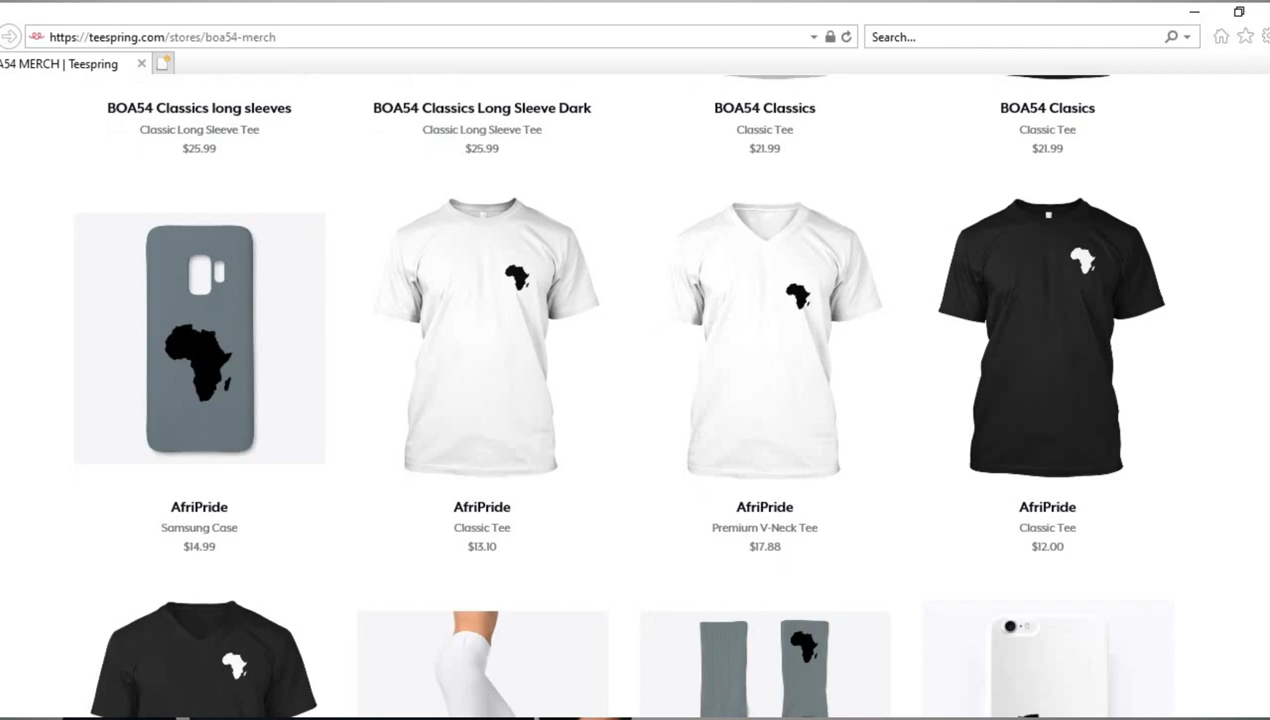 https://teespring.com/stores/boa54-merch
Search...
A54 MERCH | Teespring
BOA54 Classics long sleeves
Classic Long Sleeve Tee
$25.99
BOA54 Classics Long Sleeve Dark
Classic Long Sleeve Tee
$25.99
BOA54 Classics
Classic Tee
$21.99
BOA54 Clasics
Classic Tee
$21.99
AfriPride
Samsung Case
$14.99
AfriPride
Classic Tee
$13.10
AfriPride
Premium V-Neck Tee
$17.88
AfriPride
Classic Tee
$12.00